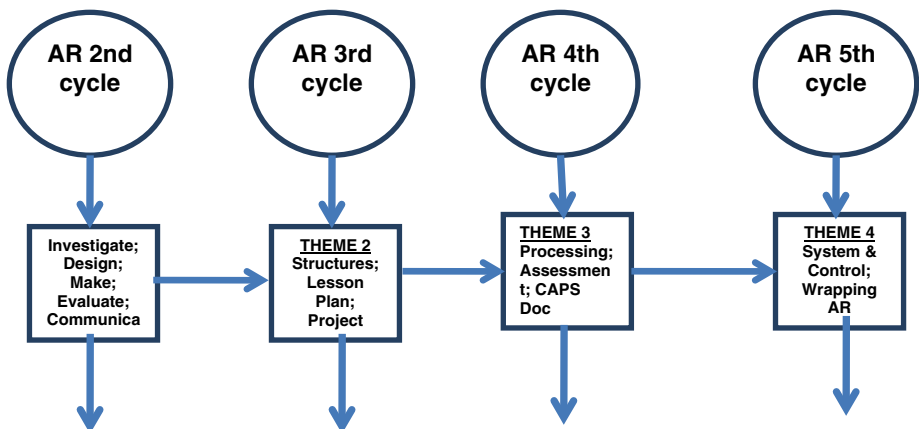 AR 2nd
cycle
AR 3rd
cycle
AR 4th
cycle
AR 5th
cycle
Investigate;
Design;
Make;
Evaluate;
Communica
THEME 2
Structures;
Lesson
Plan;
Project
THEME 3
Processing;
Assessmen
t; CAPS
Doc
THEME 4
System &
Control;
Wrapping
AR